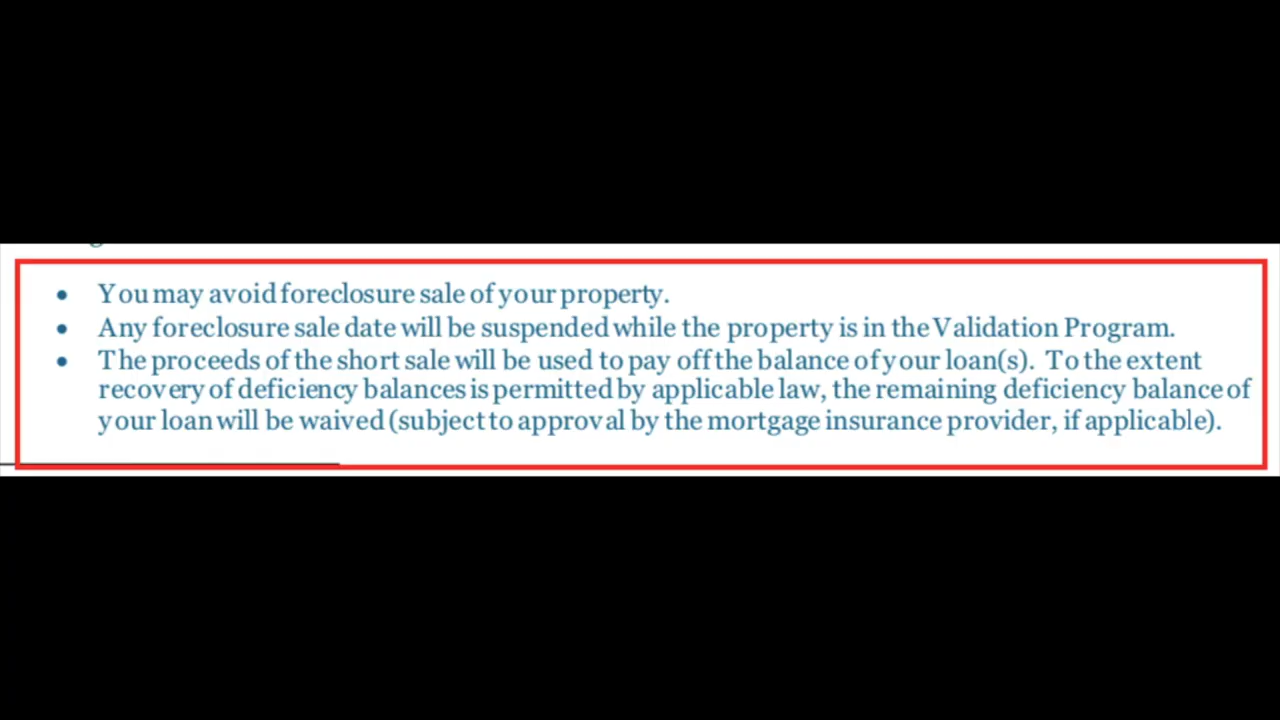 • You may avoid foreclosure sale of your property.
• Any foreclosure sale date will be suspended while the property is in the Validation Program.
• The proceeds of the short sale will be used to pay off the balance of your loan(s). To the extent
recovery of deficiency balances is permitted by applicable law, the remaining deficiency balance of
your loan will be waived (subject to approval by the mortgage insurance provider, if applicable).